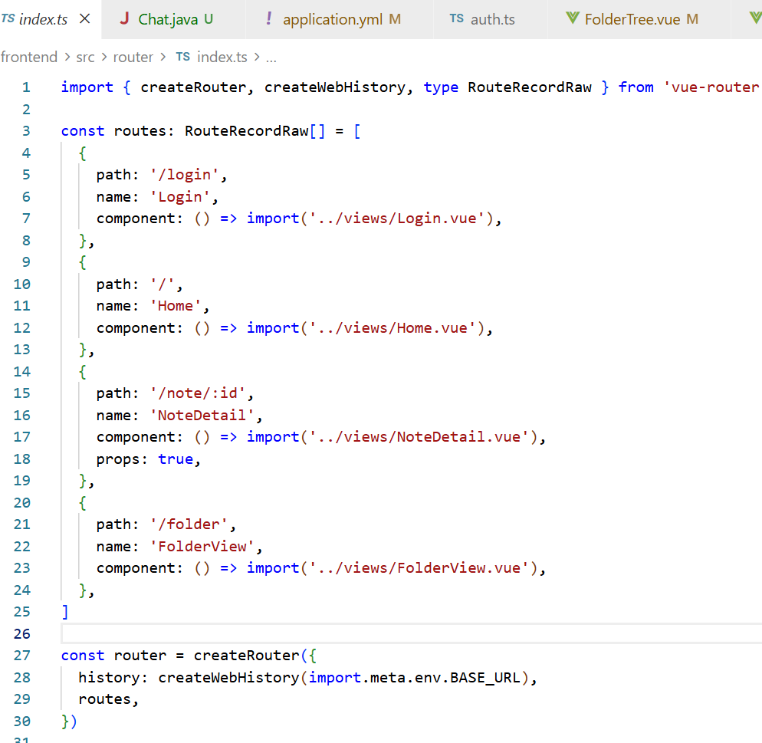 TS index.ts × J Chat.java U ! application.yml M TS auth.ts FolderTree.vue M
frontend > src > router > TS index.ts > ...
1 import { createRouter, createWebHistory, type RouteRecordRaw } from 'vue-router
2
3 const routes: RouteRecordRaw[] = [
4   {
5     path: '/login',
6     name: 'Login',
7     component: () => import('../views/Login.vue'),
8   },
9   {
10     path: '/',
11     name: 'Home',
12     component: () => import('../views/Home.vue'),
13   },
14   {
15     path: '/note/:id',
16     name: 'NoteDetail',
17     component: () => import('../views/NoteDetail.vue'),
18     props: true,
19   },
20   {
21     path: '/folder',
22     name: 'FolderView',
23     component: () => import('../views/FolderView.vue'),
24   },
25 ]
26
27 const router = createRouter({
28   history: createWebHistory(import.meta.env.BASE_URL),
29   routes,
30 })
31